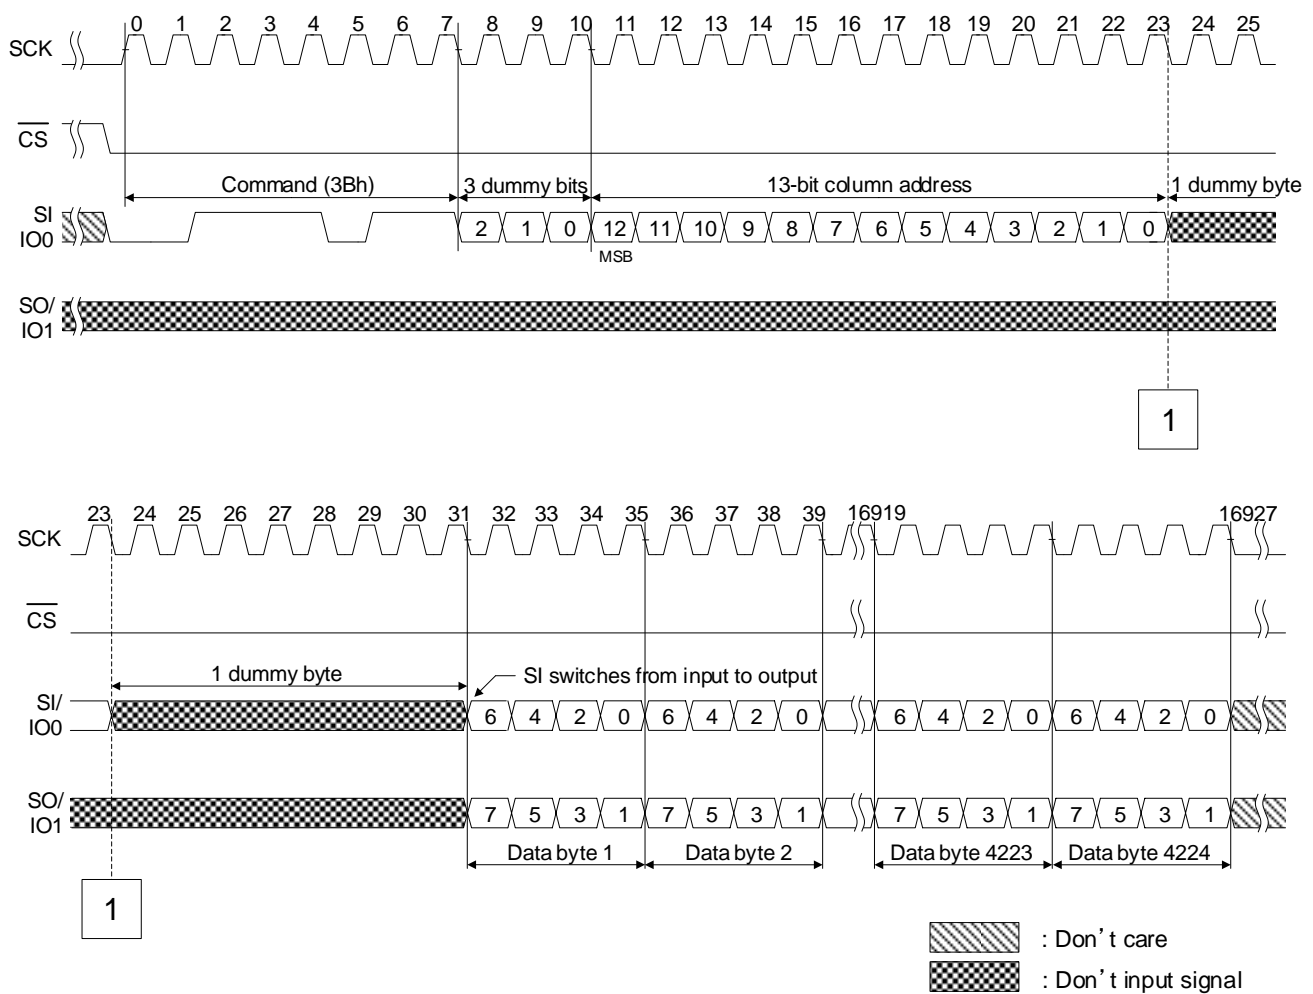 0 1 2 3 4 5 6 7 8 9 10 11 12 13 14 15 16 17 18 19 20 21 22 23 24 25
SCK
CS
Command (3Bh) 3 dummy bits 13-bit column address 1 dummy byte
SI
IO0
2 1 0 12 11 10 9 8 7 6 5 4 3 2 1 0
MSB
SO/
IO1
1
23 24 25 26 27 28 29 30 31 32 33 34 35 36 37 38 39 16919 16927
SCK
CS
1 dummy byte
SI switches from input to output
SI/
IO0
6 4 2 0 6 4 2 0 6 4 2 0 6 4 2 0
SO/
IO1
7 5 3 1 7 5 3 1 7 5 3 1 7 5 3 1
Data byte 1 Data byte 2 Data byte 4223 Data byte 4224
1
: Don't care
: Don't input signal